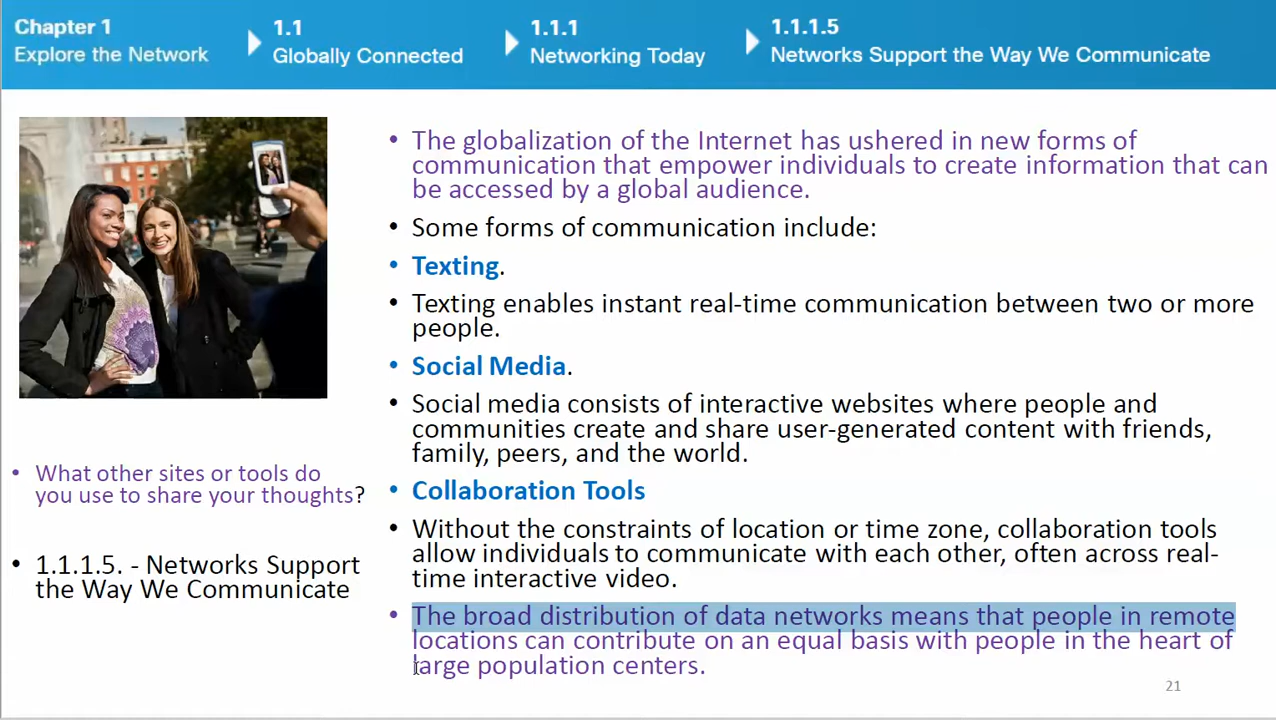 Chapter 1
Explore the Network
1.1
Globally Connected
1.1.1
Networking Today
1.1.1.5
Networks Support the Way We Communicate
• The globalization of the Internet has ushered in new forms of
communication that empower individuals to create information that can
be accessed by a global audience.
• Some forms of communication include:
• Texting.
• Texting enables instant real-time communication between two or more
people.
• Social Media.
• Social media consists of interactive websites where people and
communities create and share user-generated content with friends,
family, peers, and the world.
• Collaboration Tools
• Without the constraints of location or time zone, collaboration tools
allow individuals to communicate with each other, often across real-
time interactive video.
• The broad distribution of data networks means that people in remote
locations can contribute on an equal basis with people in the heart of
large population centers.
• What other sites or tools do
you use to share your thoughts?
• 1.1.1.5. - Networks Support
the Way We Communicate
21